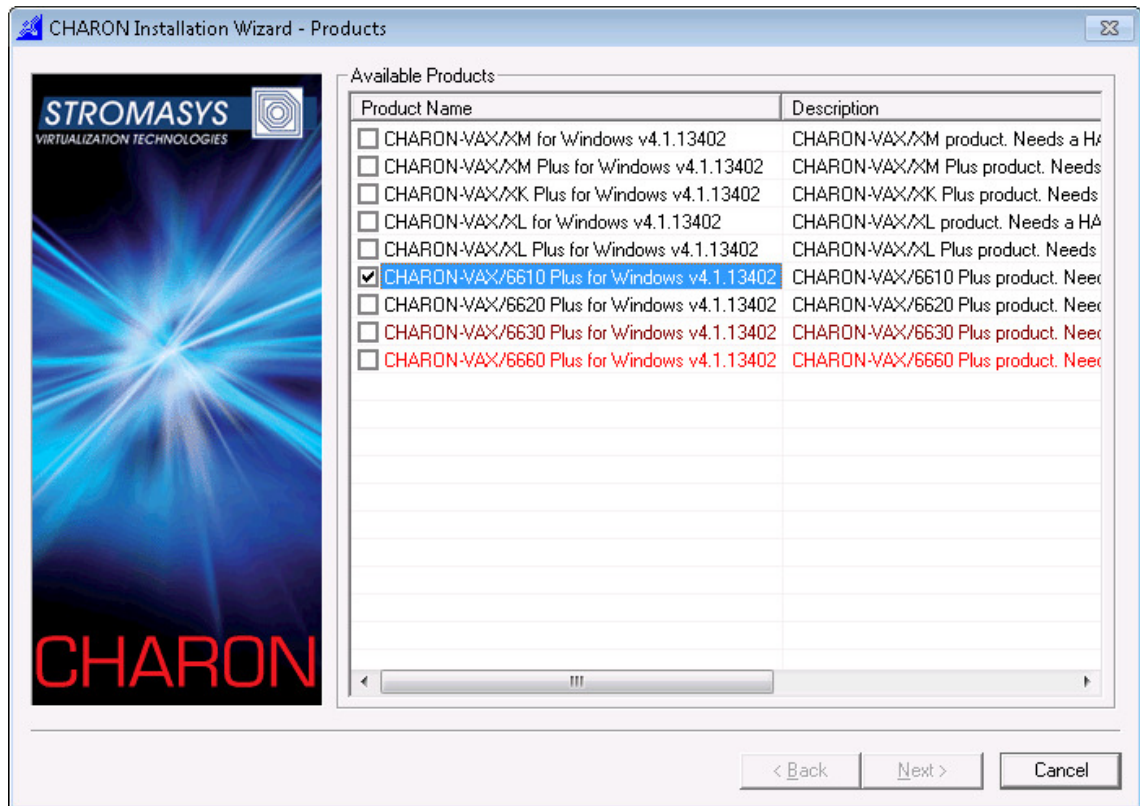 CHARON Installation Wizard - Products
STROMASYS
VIRTUALIZATION TECHNOLOGIES
CHARON
Available Products
Product Name Description
CHARON-VAX/XM for Windows v4.1.13402 CHARON-VAX/XM product. Needs a HA
CHARON-VAX/XM Plus for Windows v4.1.13402 CHARON-VAX/XM Plus product. Needs
CHARON-VAX/XK Plus for Windows v4.1.13402 CHARON-VAX/XK Plus product. Needs
CHARON-VAX/XL for Windows v4.1.13402 CHARON-VAX/XL product. Needs a HA
CHARON-VAX/XL Plus for Windows v4.1.13402 CHARON-VAX/XL Plus product. Needs
CHARON-VAX/6610 Plus for Windows v4.1.13402 CHARON-VAX/6610 Plus product. Need
CHARON-VAX/6620 Plus for Windows v4.1.13402 CHARON-VAX/6620 Plus product. Need
CHARON-VAX/6630 Plus for Windows v4.1.13402 CHARON-VAX/6630 Plus product. Need
CHARON-VAX/6660 Plus for Windows v4.1.13402 CHARON-VAX/6660 Plus product. Need
< Back Next > Cancel